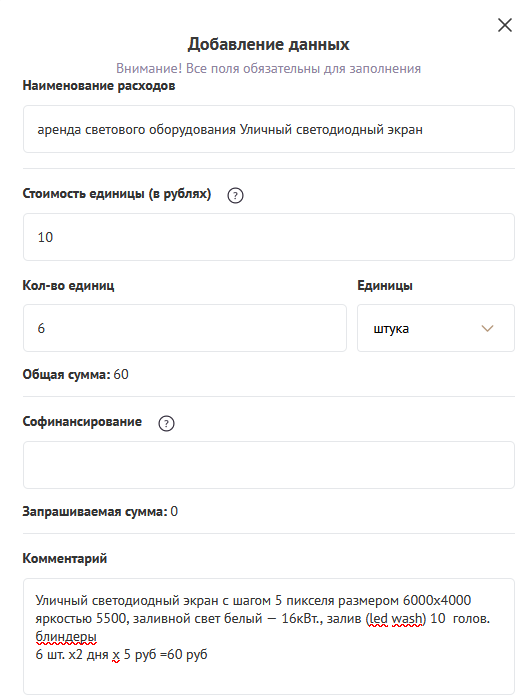 Добавление данных
Внимание! Все поля обязательны для заполнения
Наименование расходов
аренда светового оборудования Уличный светодиодный экран
Стоимость единицы (в рублях) ?
10
Кол-во единиц Единицы
6 штука
Общая сумма: 60
Софинансирование ?
Запрашиваемая сумма: 0
Комментарий
Уличный светодиодный экран с шагом 5 пикселя размером 6000х4000
яркостью 5500, заливной свет белый — 16кВт., залив (led wash) 10 голов.
блиндеры
6 шт. х2 дня х 5 руб =60 руб